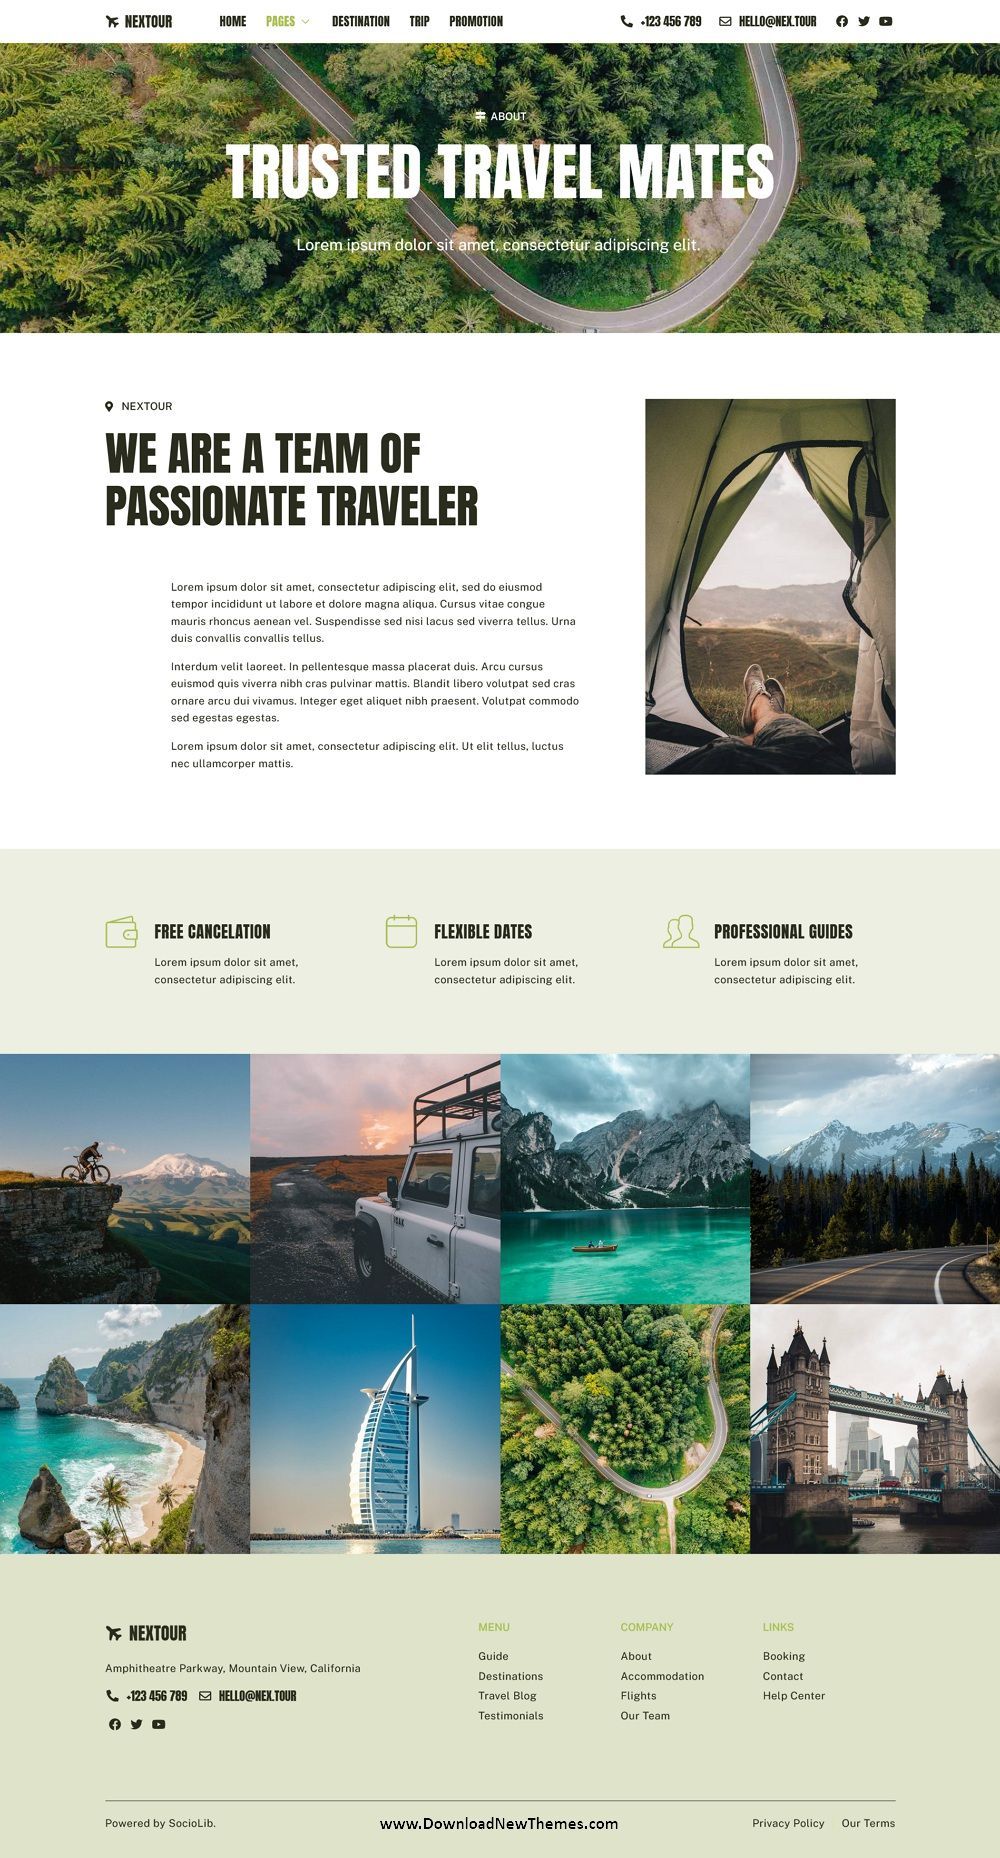 NEXTOUR HOME PAGES DESTINATION TRIP PROMOTION +123 456 789 HELLO@NEX.TOUR
ABOUT
TRUSTED TRAVEL MATES
Lorem ipsum dolor sit amet, consectetur adipiscing elit.
NEXTOUR
WE ARE A TEAM OF
PASSIONATE TRAVELER
Lorem ipsum dolor sit amet, consectetur adipiscing elit, sed do eiusmod
tempor incididunt ut labore et dolore magna aliqua. Cursus vitae congue
mauris rhoncus aenean vel. Suspendisse sed nisi lacus sed viverra tellus. Urna
duis convallis convallis tellus.
Interdum velit laoreet. In pellentesque massa placerat duis. Arcu cursus
euismod quis viverra nibh cras pulvinar mattis. Blandit libero volutpat sed cras
ornare arcu dui vivamus. Integer eget aliquet nibh praesent. Volutpat commodo
sed egestas egestas.
Lorem ipsum dolor sit amet, consectetur adipiscing elit. Ut elit tellus, luctus
nec ullamcorper mattis.
FREE CANCELATION
Lorem ipsum dolor sit amet,
consectetur adipiscing elit.
FLEXIBLE DATES
Lorem ipsum dolor sit amet,
consectetur adipiscing elit.
PROFESSIONAL GUIDES
Lorem ipsum dolor sit amet,
consectetur adipiscing elit.
NEXTOUR
Amphitheatre Parkway, Mountain View, California
+123 456 789 HELLO@NEX.TOUR
MENU
Guide
Destinations
Travel Blog
Testimonials
COMPANY
About
Accommodation
Flights
Our Team
LINKS
Booking
Contact
Help Center
Powered by SocioLib. www.DownloadNewThemes.com Privacy Policy Our Terms